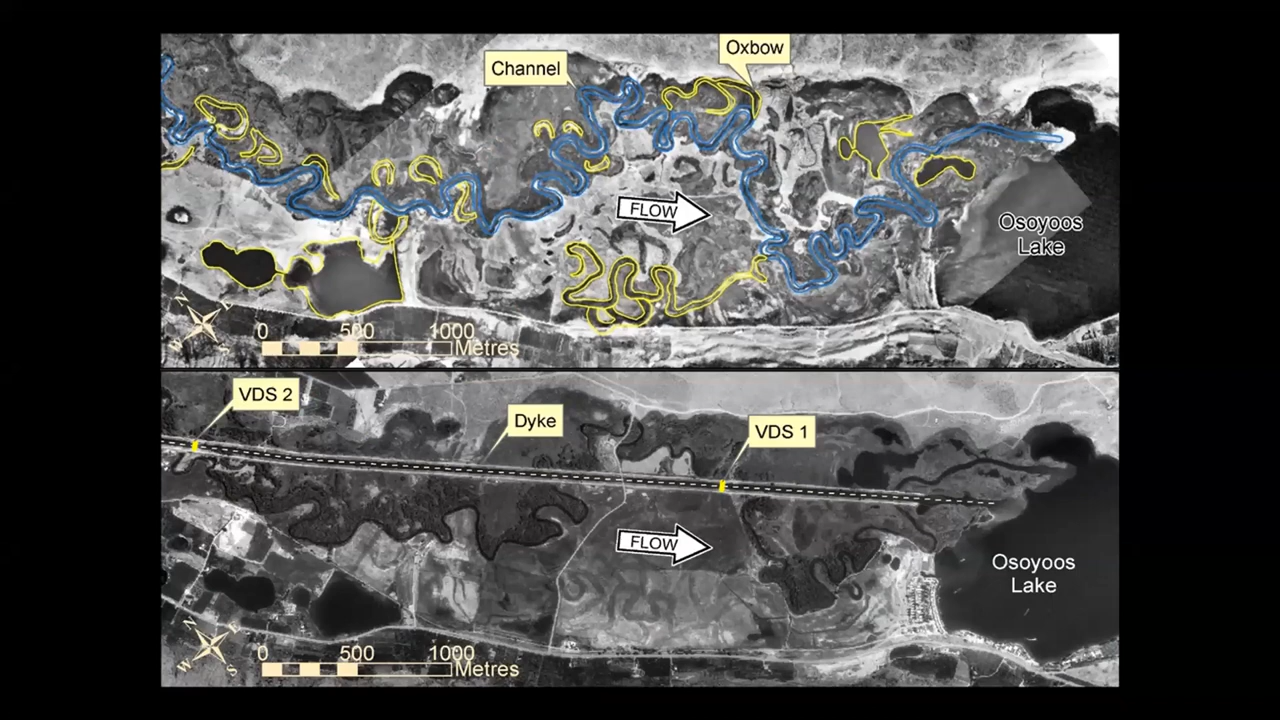 Oxbow
Channel
FLOW
Osoyoos
Lake
N
E
W
S
0 500 1000
Metres
VDS 2
Dyke
VDS 1
FLOW
Osoyoos
Lake
N
E
W
S
0 500 1000
Metres